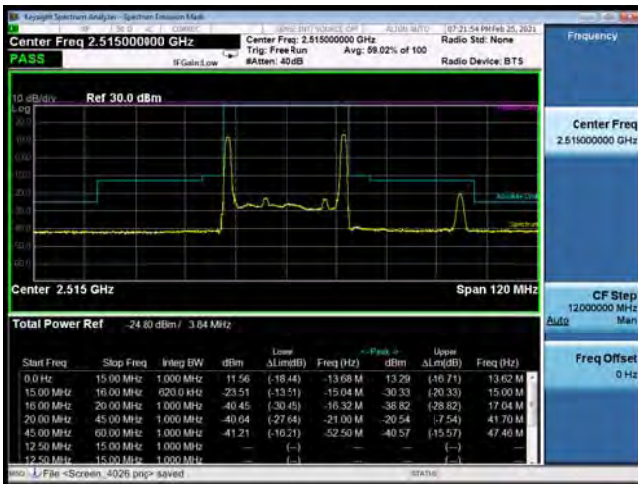 Keysight Spectrum Analyzer - Spectrum Emission Mask
Center Freq 2.515000000 GHz
PASS
IFGain:Low
Center Freq: 2.515000000 GHz
Trig: Free Run
Avg: 59.02% of 100
#Atten: 40dB
07:21:54 PM Feb 25, 2021
Radio Std: None
Radio Device: BTS
Frequency
10 dB/div
Ref 30.0 dBm
Log
Center Freq
2.515000000 GHz
Absolute Limit
Spectrum
Center 2.515 GHz
Span 120 MHz
CF Step
12000000 MHz
Auto Man
Total Power Ref -24.80 dBm / 3.84 MHz
Freq Offset
0 Hz
Lower <-Peak-> Upper
Start Freq Stop Freq Integ BW dBm ΔLim(dB) Freq (Hz) dBm ΔLim(dB) Freq (Hz)
0.0 Hz 15.00 MHz 1.000 MHz 11.56 (-18.44) -13.68 M 13.29 (-16.71) 13.62 M
15.00 MHz 16.00 MHz 620.0 kHz -23.51 (-13.51) -15.04 M -30.33 (-20.33) 15.00 M
16.00 MHz 20.00 MHz 1.000 MHz -40.45 (-30.45) -16.32 M -38.82 (-28.82) 17.04 M
20.00 MHz 45.00 MHz 1.000 MHz -40.64 (-27.64) -21.00 M -20.54 (-7.54) 41.70 M
45.00 MHz 60.00 MHz 1.000 MHz -41.21 (-16.21) -52.50 M -40.57 (-15.57) 47.46 M
12.50 MHz 15.00 MHz 1.000 MHz --- (---) --- (---)
12.50 MHz 15.00 MHz 1.000 MHz --- (---) --- (---)
MSG File <Screen_4026.png> saved
STATUS